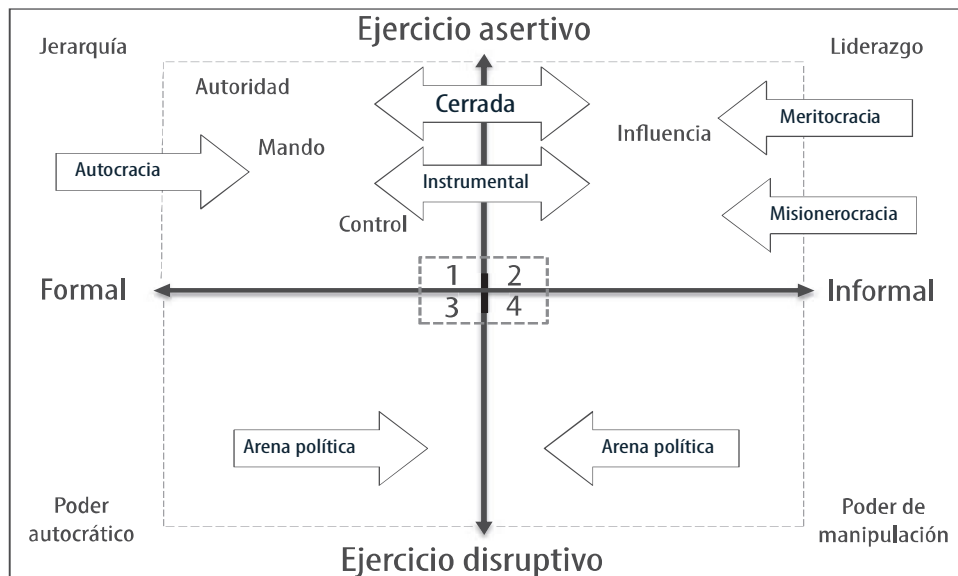 Ejercicio asertivo
Jerarquía
Liderazgo
Autoridad
Cerrada
Meritocracia
Influencia
Mando
Autocracia
Instrumental
Misionerocracia
Control
1 2
Formal
Informal
3 4
Arena política
Arena política
Poder
autocrático
Poder de
manipulación
Ejercicio disruptivo